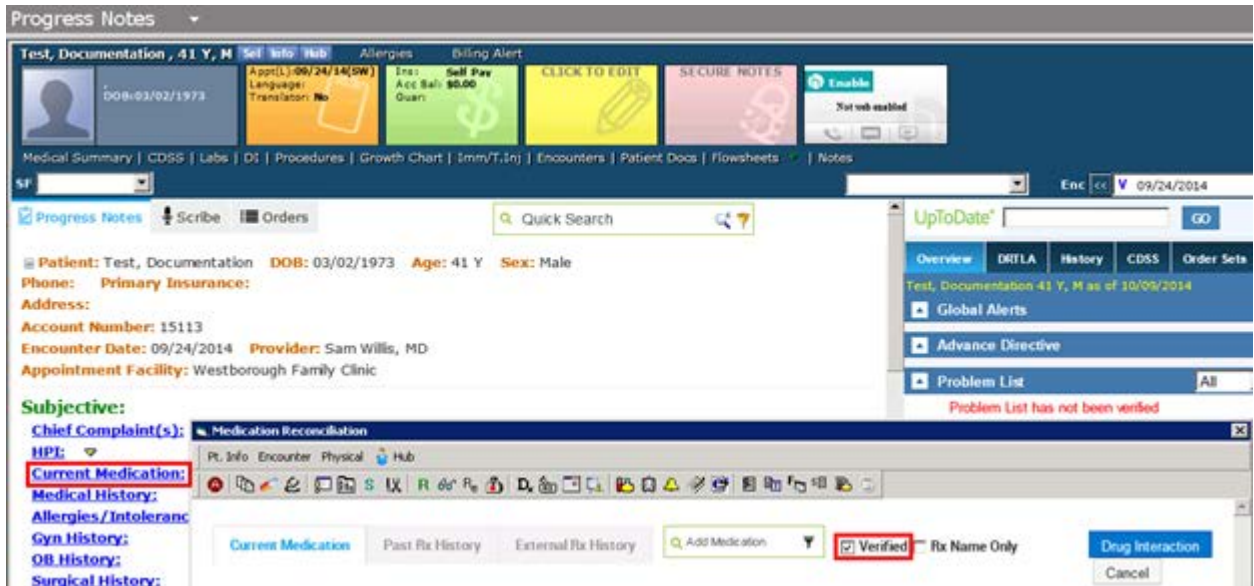 Progress Notes
Test, Documentation , 41 Y, M Sel Info Hub Allergies Billing Alert
DOB:03/02/1973
Appt(L):09/24/14(SW)
Language:
Translator: No
Ins: Self Pay
Acc Bal: $0.00
Guar:
CLICK TO EDIT
SECURE NOTES
Enable
Not web enabled
Medical Summary | CDSS | Labs | DI | Procedures | Growth Chart | Imm/T.Inj | Encounters | Patient Docs | Flowsheets | Notes
SF
Enc << V 09/24/2014
Progress Notes Scribe Orders
Quick Search
UpToDate® GO
Patient: Test, Documentation DOB: 03/02/1973 Age: 41 Y Sex: Male
Phone: Primary Insurance:
Address:
Account Number: 15113
Encounter Date: 09/24/2014 Provider: Sam Willis, MD
Appointment Facility: Westborough Family Clinic
Overview DRTLA History CDSS Order Sets
Test, Documentation 41 Y, M as of 10/09/2014
Global Alerts
Advance Directive
Problem List All
Problem List has not been verified
Subjective:
Chief Complaint(s):
HPI:
Current Medication:
Medical History:
Allergies/Intoleranc
Gyn History:
OB History:
Surgical History:
Medication Reconciliation
Pt. Info Encounter Physical Hub
Current Medication Past Rx History External Rx History Add Medication Verified Rx Name Only Drug Interaction
Cancel